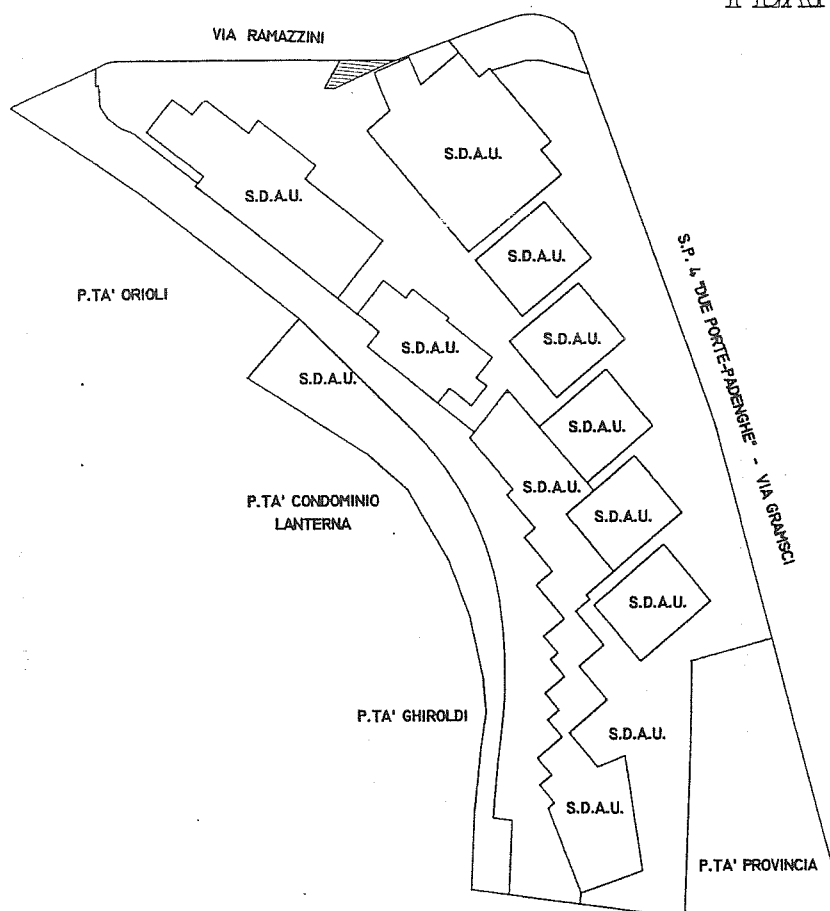 VIA RAMAZZINI
S.D.A.U.
S.D.A.U.
S.D.A.U.
P.TA' ORIOLI
S.D.A.U.
S.D.A.U.
S.D.A.U.
S.P. 4 "DUE PORTE-PADENGHE" - VIA GRAMSCI
S.D.A.U.
S.D.A.U.
P.TA' CONDOMINIO
LANTERNA
S.D.A.U.
S.D.A.U.
P.TA' GHIROLDI
S.D.A.U.
S.D.A.U.
P.TA' PROVINCIA